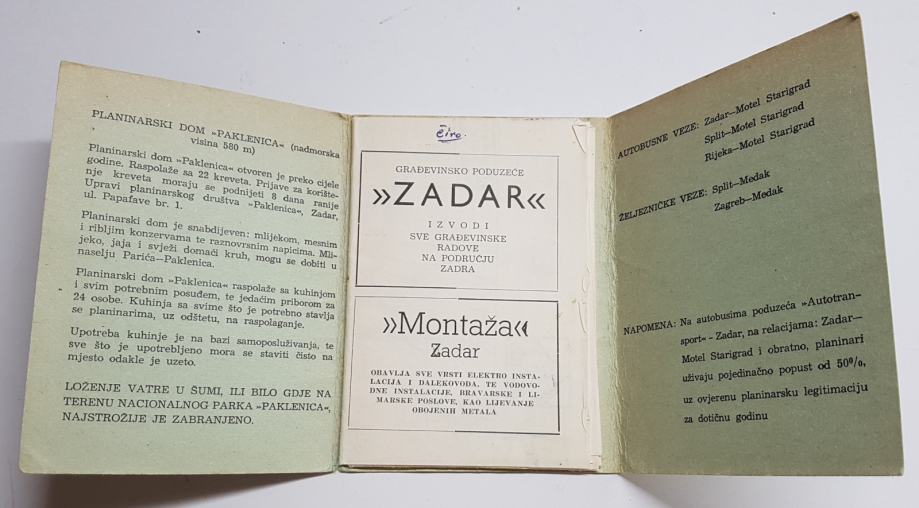 PLANINARSKI DOM »PAKLENICA« (nadmorska
visina 580 m)
Planinarski dom »Paklenica« otvoren je preko cijele
godine. Raspolaže sa 22 kreveta. Prijave za korište-
nje kreveta moraju se podnijeti 8 dana ranije
Upravi planinarskog društva »Paklenica«, Zadar,
ul. Papafave br. 1.
Planinarski dom je snabdijeven: mlijekom, mesnim
i ribljim konzervama te raznovrsnim napicima. Mli-
jeko, jaja i svježi domaći kruh, mogu se dobiti u
naselju Parića—Paklenica.
Planinarski dom »Paklenica« raspolaže sa kuhinjom
i svim potrebnim posuđem, te jedaćim priborom za
24 osobe. Kuhinja sa svime što je potrebno stavlja
se planinarima, uz odštetu, na raspolaganje.
Upotreba kuhinje je na bazi samoposluživanja, te
sve što je upotrebljeno mora se staviti čisto na
mjesto odakle je uzeto.
LOŽENJE VATRE U ŠUMI, ILI BILO GDJE NA
TERENU NACIONALNOG PARKA »PAKLENICA«,
NAJSTROŽIJE JE ZABRANJENO.
Ćiro.
GRAĐEVINSKO PODUZEĆE
»ZADAR«
IZVODI
SVE GRAĐEVINSKE
RADOVE
NA PODRUČJU
ZADRA
»Montaža«
Zadar
OBAVLJA SVE VRSTI ELEKTRO INSTA-
LACIJA I DALEKOVODA, TE VODOVO-
DNE INSTALACIJE, BRAVARSKE I LI-
MARSKE POSLOVE, KAO LIJEVANJE
OBOJENIH METALA
AUTOBUSNE VEZE: Zadar—Motel Starigrad
Split—Motel Starigrad
Rijeka—Motel Starigrad
ŽELJEZNIČKE VEZE: Split—Medak
Zagreb—Medak
NAPOMENA: Na autobusima poduzeća »Autotran-
sport« - Zadar, na relacijama: Zadar—
Motel Starigrad i obratno, planinari
uživaju pojedinačno popust od 50%,
uz ovjerenu planinarsku legitimaciju
za dotičnu godinu